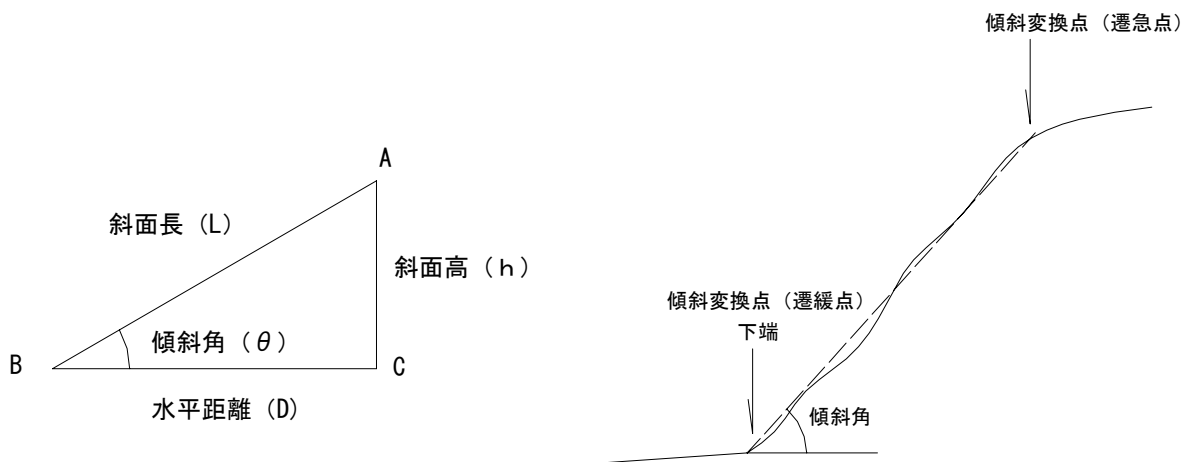 A
斜面長（L）
斜面高（ｈ）
傾斜角（θ）
B
C
水平距離（D）
傾斜変換点（遷急点）
傾斜変換点（遷緩点）
下端
傾斜角